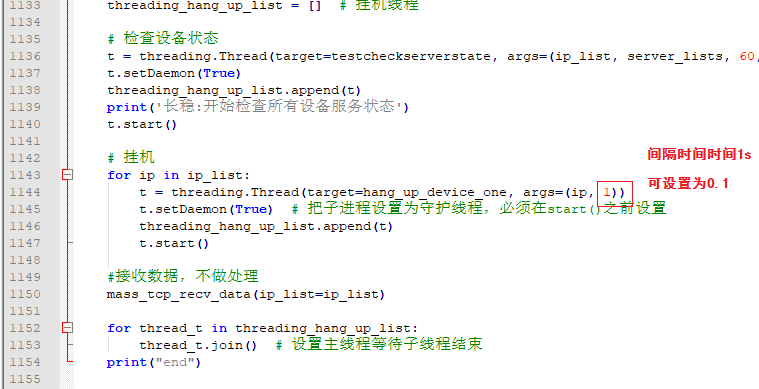 1133 threading_hang_up_list = []  # 挂机线程
1134
1135 # 检查设备状态
1136 t = threading.Thread(target=testcheckserverstate, args=(ip_list, server_lists, 60,
1137 t.setDaemon(True)
1138 threading_hang_up_list.append(t)
1139 print('长稳:开始检查所有设备服务状态')
1140 t.start()
1141
1142 # 挂机
1143 for ip in ip_list:
1144 t = threading.Thread(target=hang_up_device_one, args=(ip, 1))
1145 t.setDaemon(True)  # 把子进程设置为守护线程，必须在start()之前设置
1146 threading_hang_up_list.append(t)
1147 t.start()
1148
1149 #接收数据，不做处理
1150 mass_tcp_recv_data(ip_list=ip_list)
1151
1152 for thread_t in threading_hang_up_list:
1153 thread_t.join()  # 设置主线程等待子线程结束
1154 print("end")
1155
间隔时间时间1s
可设置为0.1